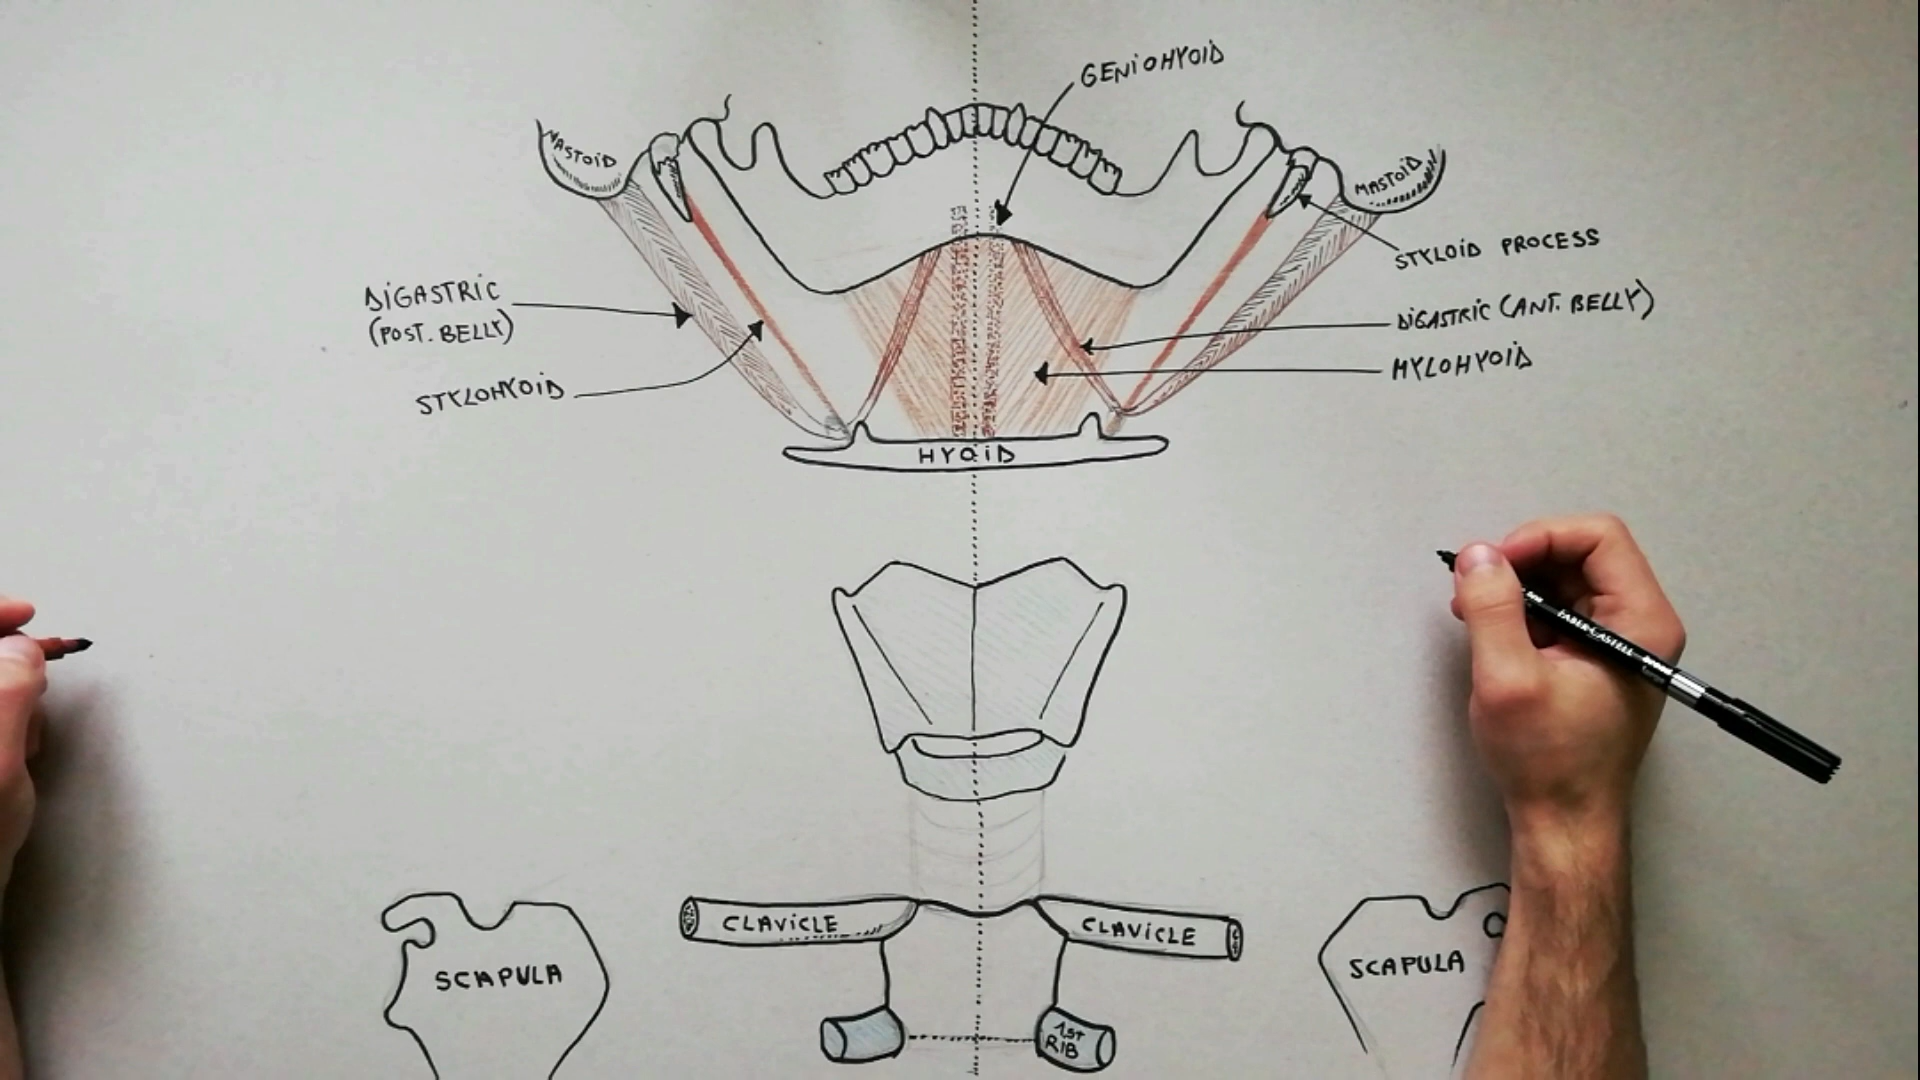 GENIOHYOID
MASTOID
MASTOID
STYLOID PROCESS
DIGASTRIC
(POST. BELLY)
DIGASTRIC (ANT. BELLY)
MYLOHYOID
STYLOHYOID
HYOID
FABER-CASTELL
CLAVICLE
CLAVICLE
SCAPULA
SCAPULA
1ST
RIB